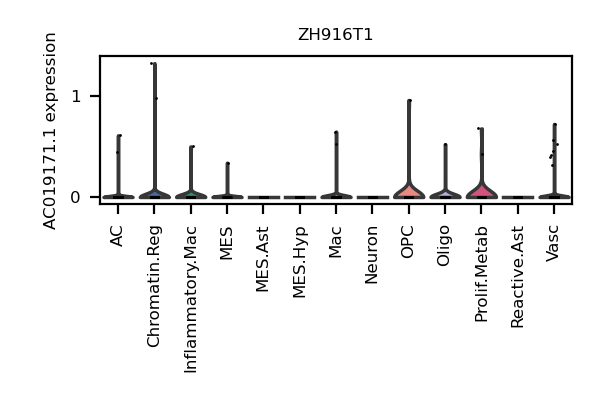 ZH916T1
AC019171.1 expression
1
0
AC
Chromatin.Reg
Inflammatory.Mac
MES
MES.Ast
MES.Hyp
Mac
Neuron
OPC
Oligo
Prolif.Metab
Reactive.Ast
Vasc